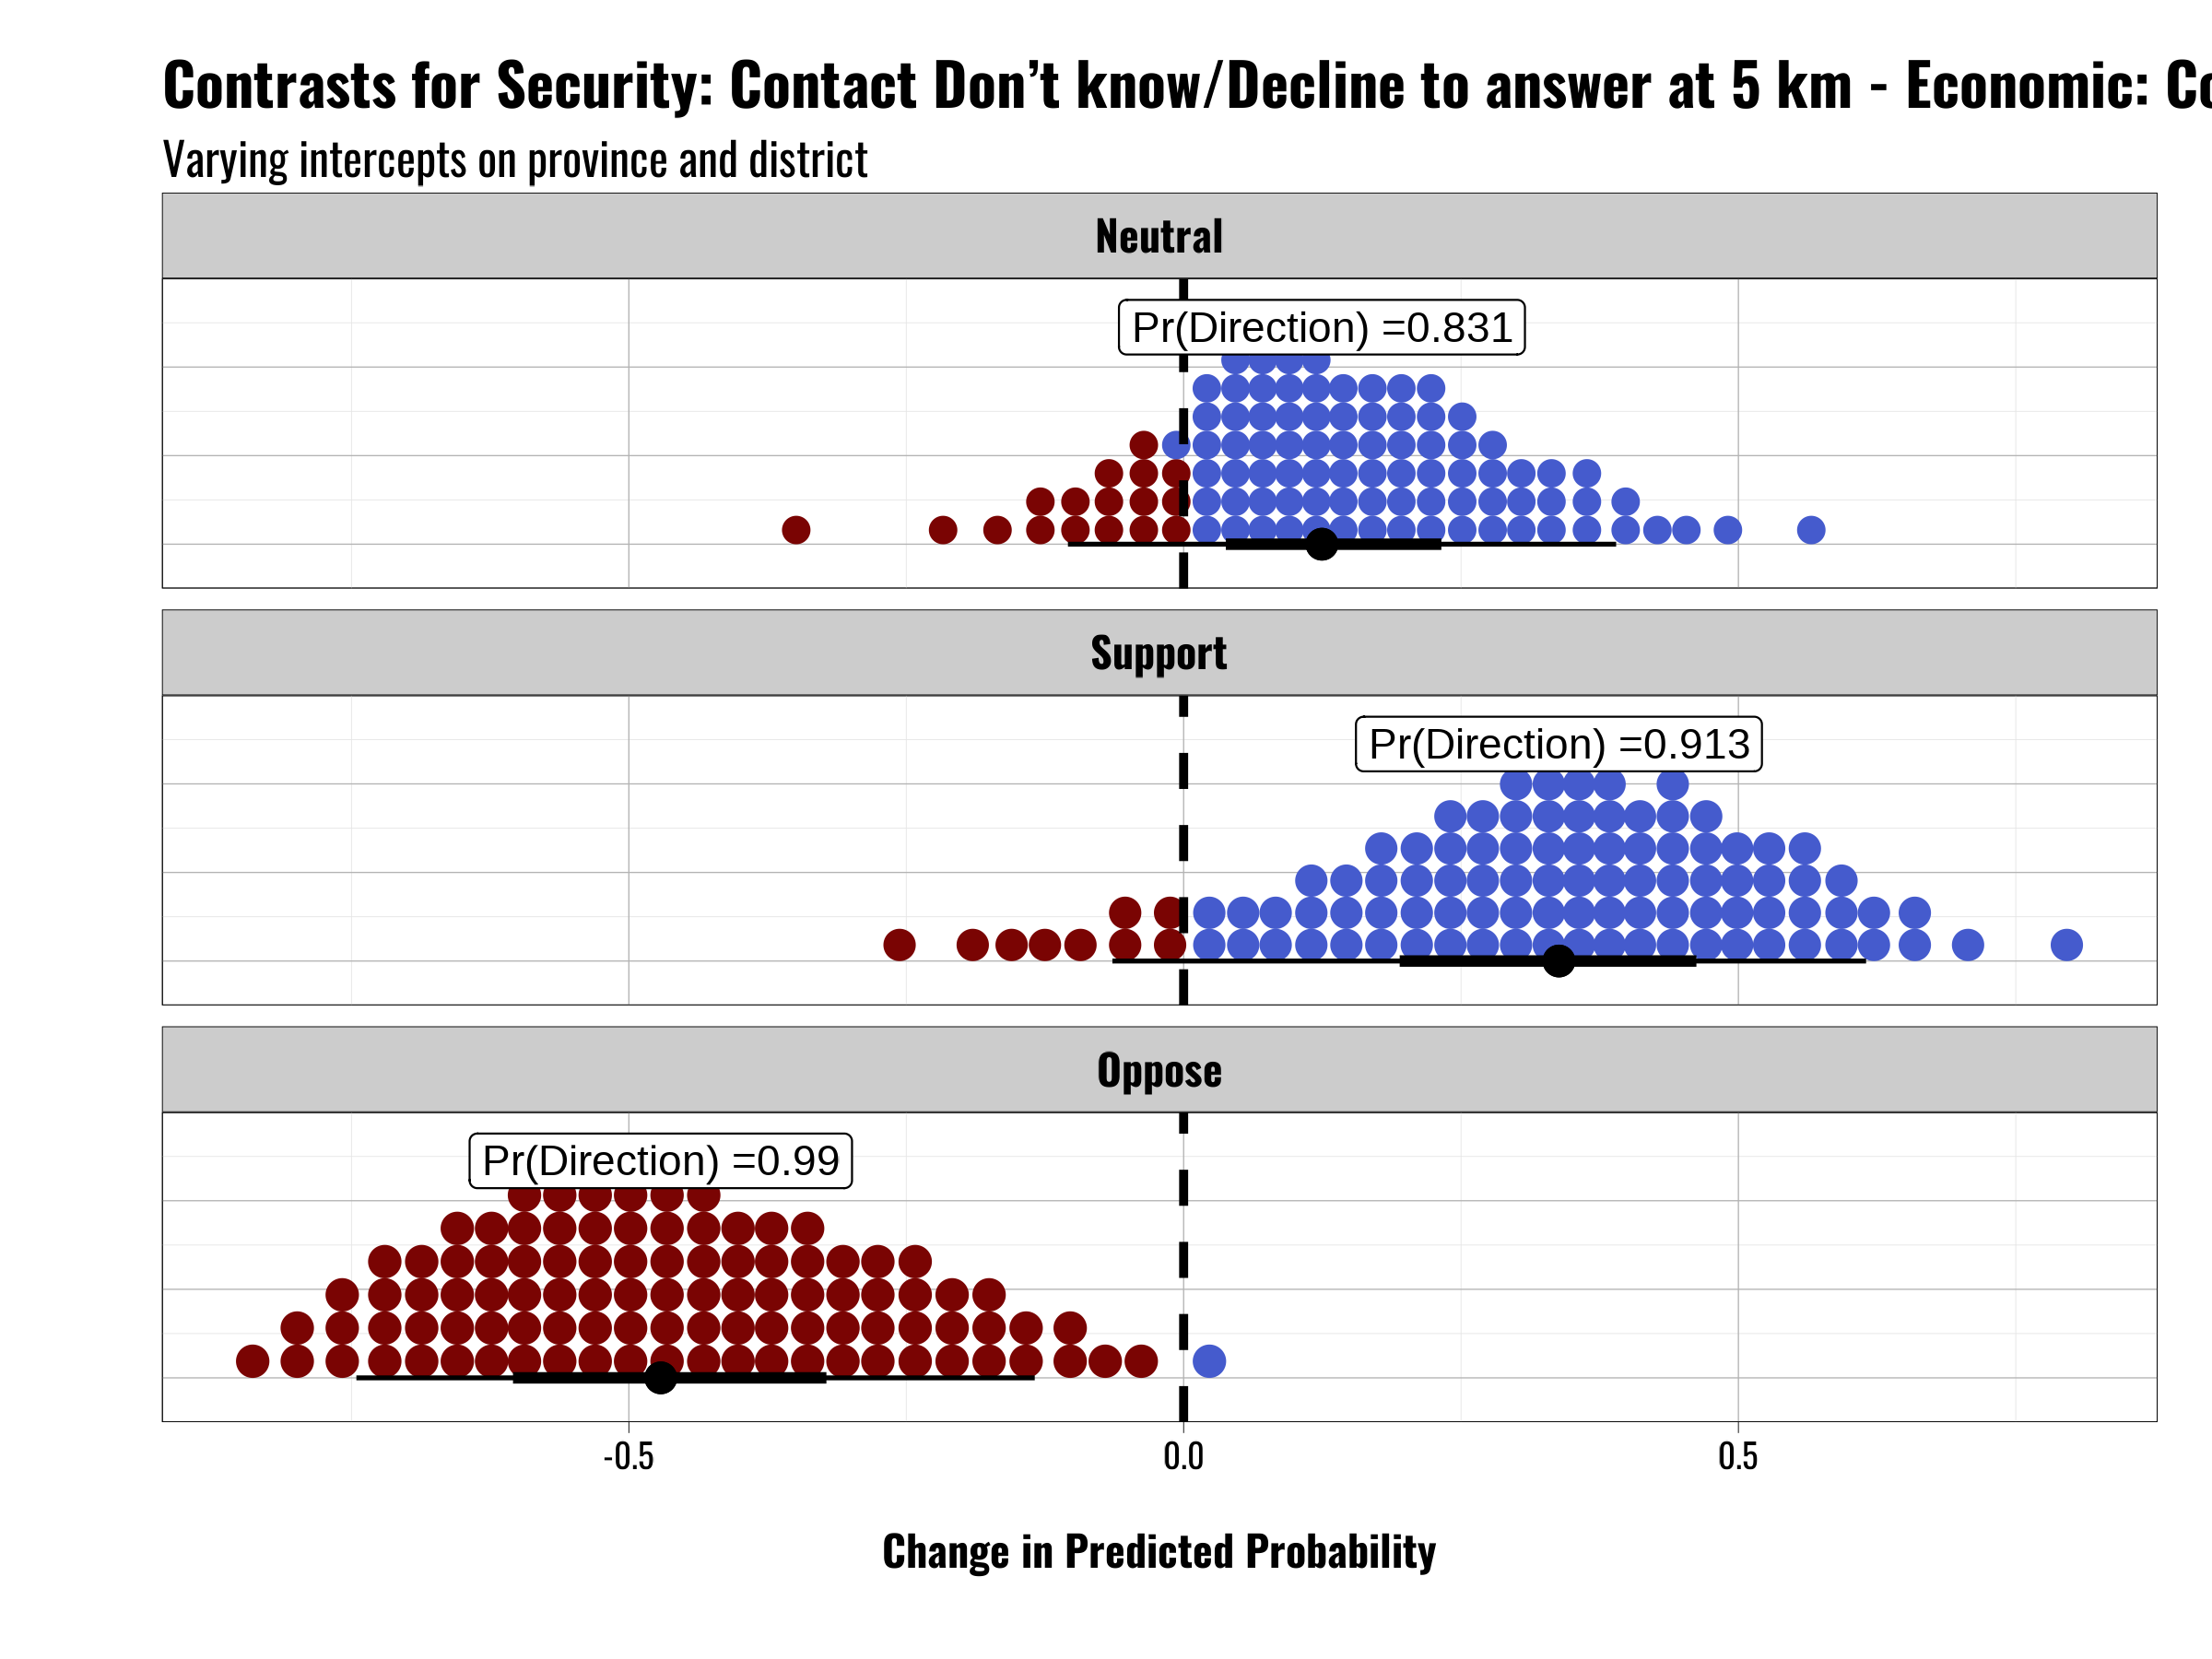 Contrasts for Security: Contact Don’t know/Decline to answer at 5 km - Economic:
Varying intercepts on province and district
Neutral
Pr(Direction) =0.831
Support
Pr(Direction) =0.913
Oppose
Pr(Direction) =0.99
-0.5 0.0 0.5
Change in Predicted Probability